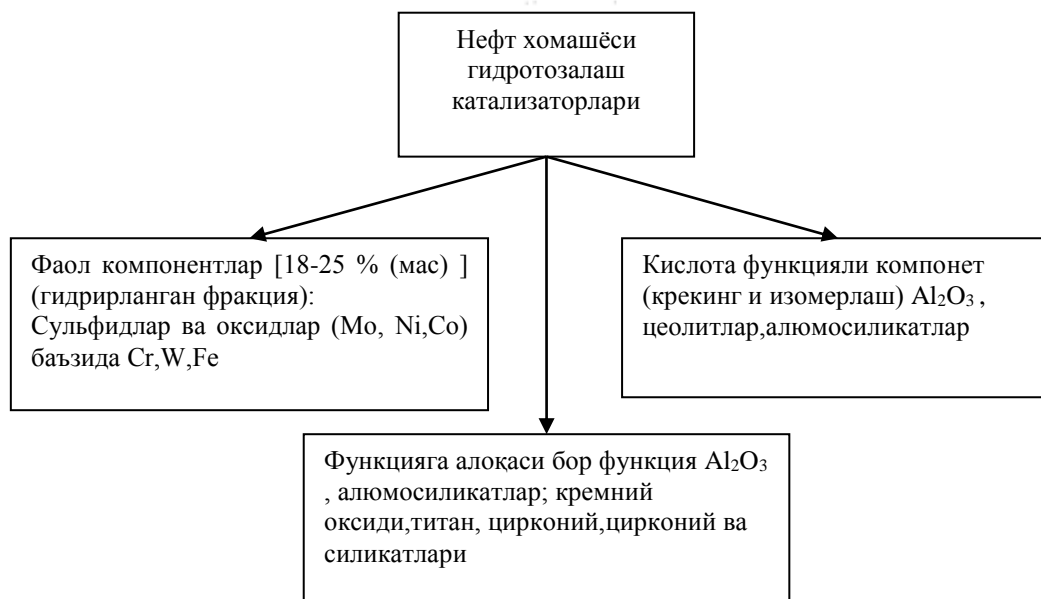 Нефт хомашёси
гидротозалаш
катализаторлари
Фаол компонентлар [18-25 % (мас) ]
(гидрирланган фракция):
Сульфидлар ва оксидлар (Mo, Ni,Co)
баъзида Cr,W,Fe
Кислота функцияли компонет
(крекинг и изомерлаш) Al₂O₃ ,
цеолитлар,алюмосиликатлар
Функцияга алоқаси бор функция Al₂O₃
, алюмосиликатлар; кремний
оксиди,титан, цирконий,цирконий ва
силикатлари